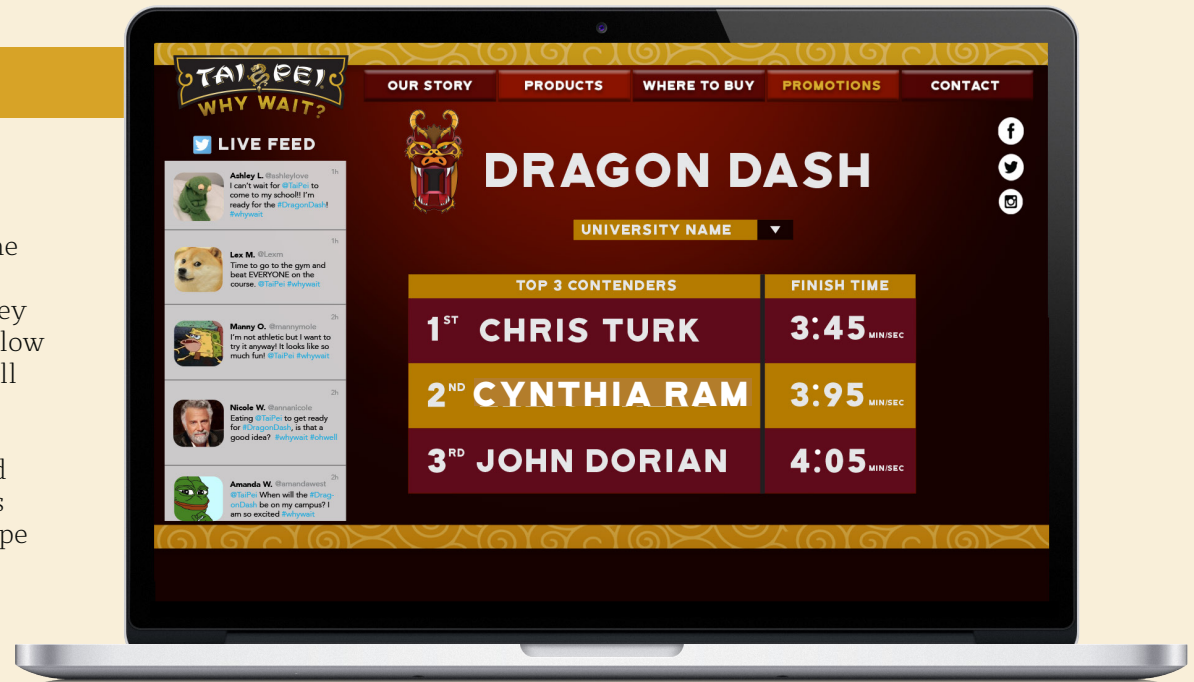 ne
ey
low
ll
d
s
pe
TAI PEI
WHY WAIT?
OUR STORY
PRODUCTS
WHERE TO BUY
PROMOTIONS
CONTACT
LIVE FEED
Ashley L. @ashleylove 1h
I can't wait for @TaiPei to
come to my school!! I'm
ready for the #DragonDash!
#whywait
1h
Lex M. @Lexm
Time to go to the gym and
beat EVERYONE on the
course. @TaiPei #whywait
2h
Manny O. @mannymole
I'm not athletic but I want to
try it anyway! It looks like so
much fun! @TaiPei #whywait
2h
Nicole W. @annanicole
Eating @TaiPei to get ready
for #DragonDash, is that a
good idea? #whywait #ohwell
2h
Amanda W. @amandawest
@TaiPei When will the #Drag-
onDash be on my campus? I
am so excited #whywait
DRAGON DASH
UNIVERSITY NAME
TOP 3 CONTENDERS FINISH TIME
1ST CHRIS TURK 3:45 MIN/SEC
2ND CYNTHIA RAM 3:95 MIN/SEC
3RD JOHN DORIAN 4:05 MIN/SEC